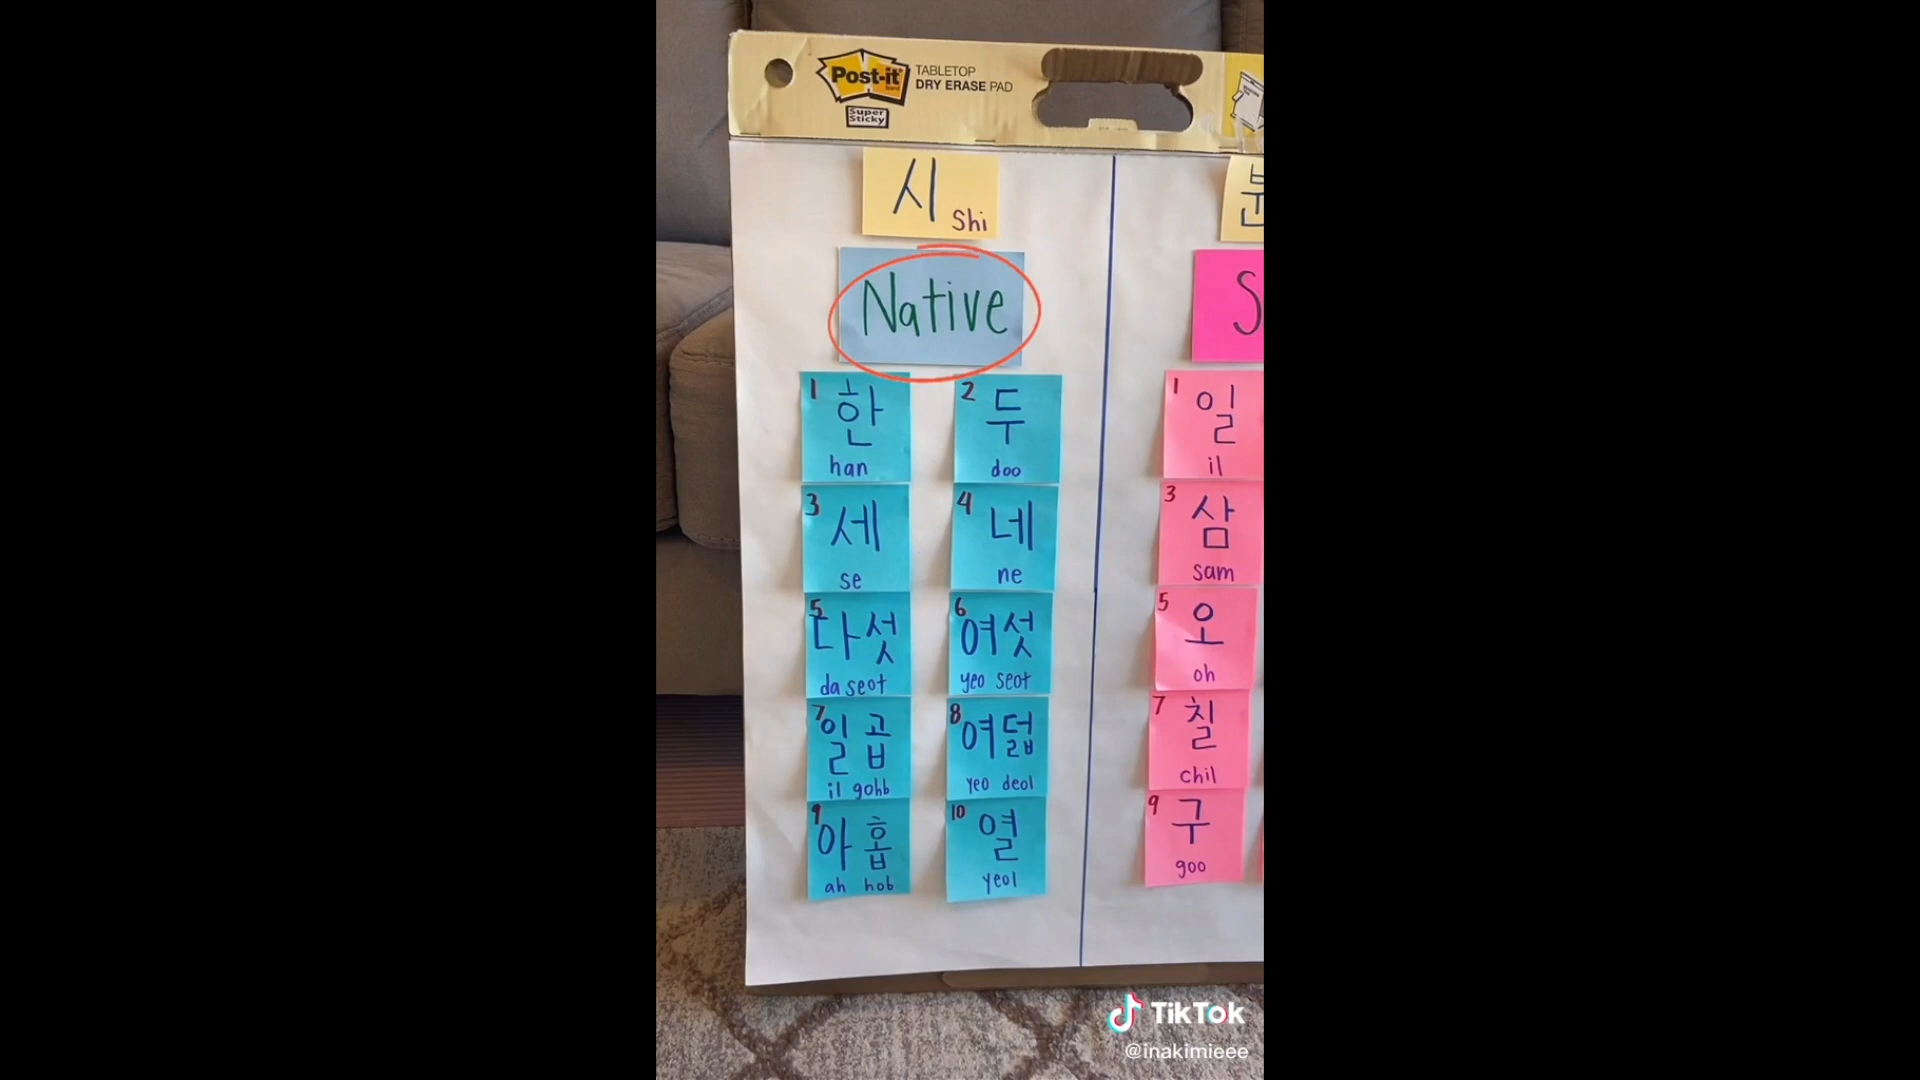 Post-it
Brand
Super
Sticky
TABLETOP
DRY ERASE PAD
시
Shi
Native
1 한
han
2 두
doo
3 세
se
4 네
ne
5 다섯
da seot
6 여섯
yeo seot
7 일곱
il gohb
8 여덟
yeo deol
9 아홉
ah hob
10 열
yeol
분
S
1 일
il
3 삼
sam
5 오
oh
7 칠
chil
9 구
goo
TikTok
@inakimieee